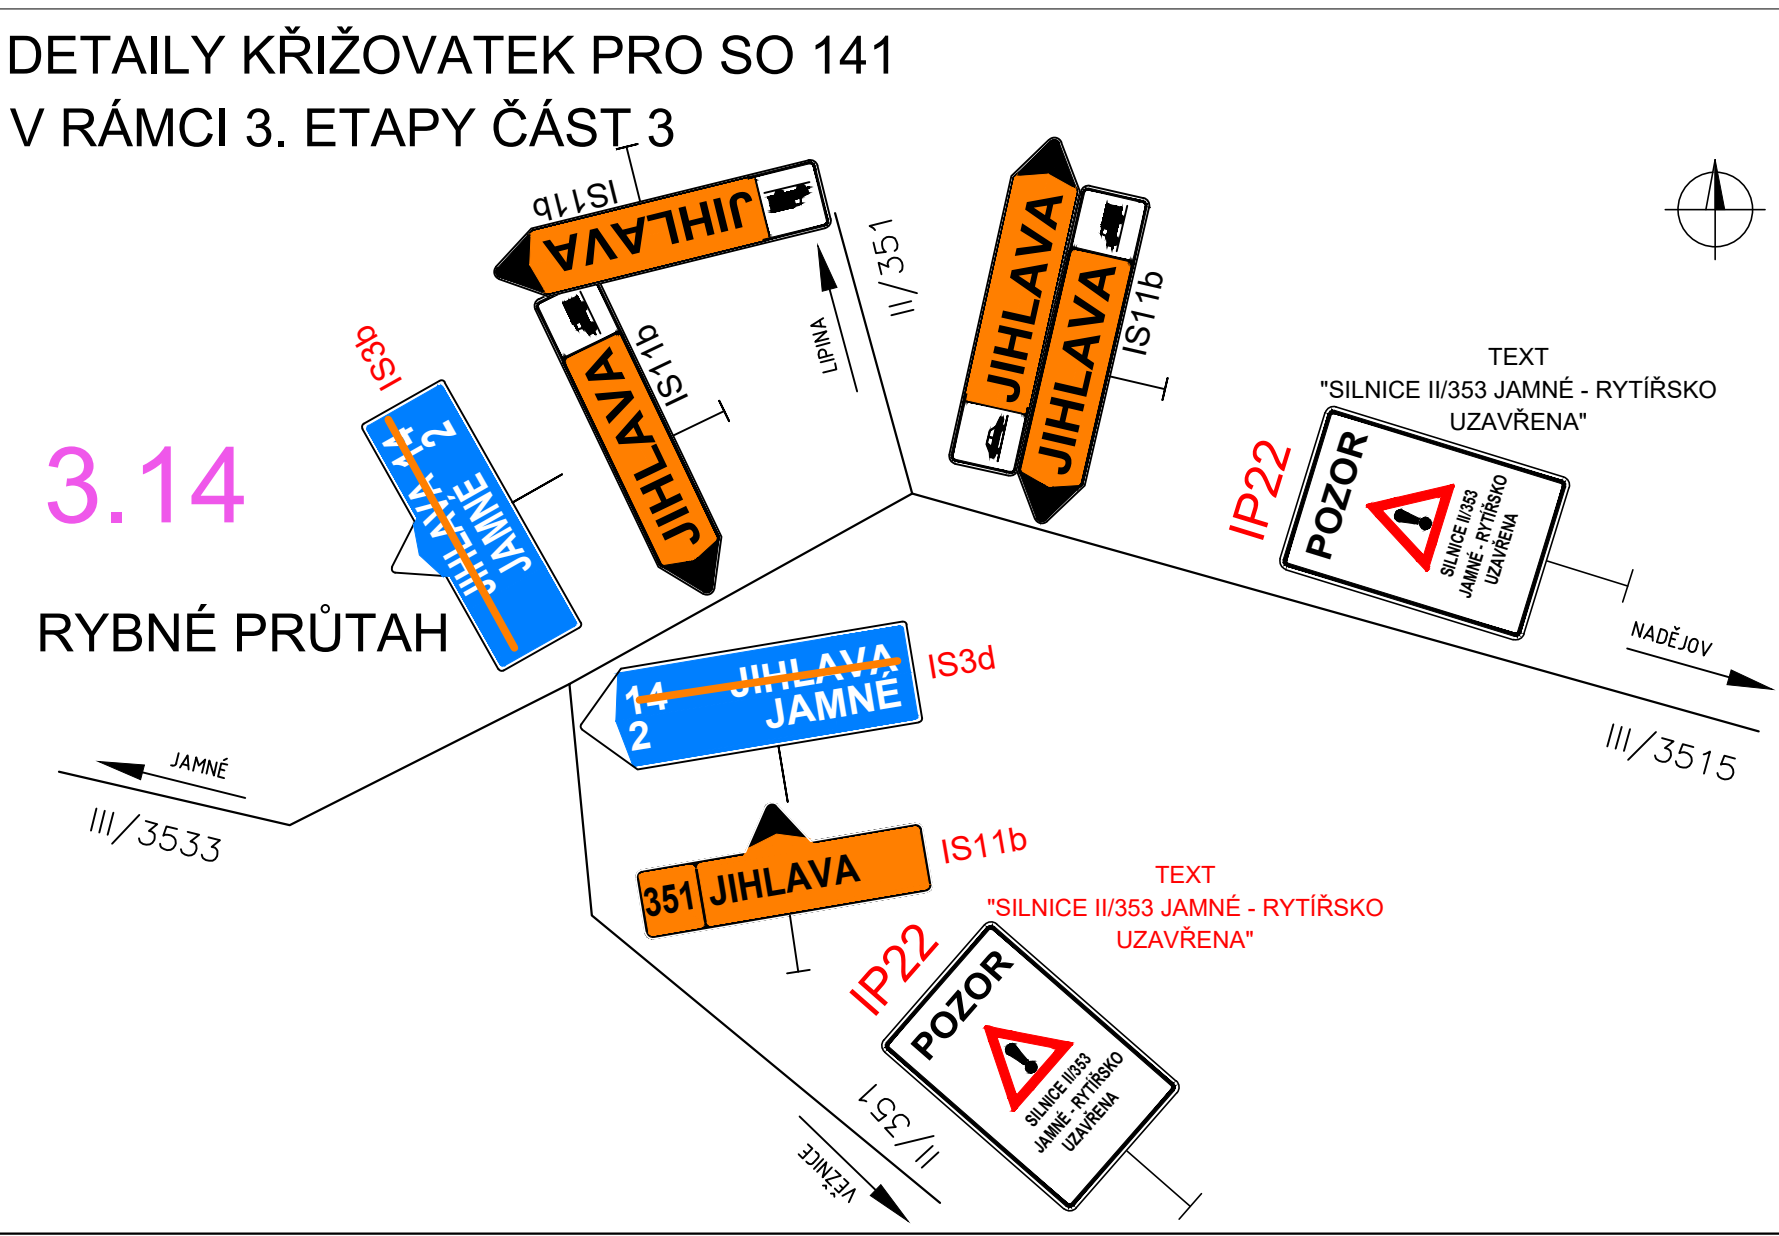 DETAILY KŘIŽOVATEK PRO SO 141
V RÁMCI 3. ETAPY ČÁST 3
IS11b
JIHLAVA
II/351
LIPINA
JIHLAVA
JIHLAVA
IS11b
IS3b
JIHLAVA 14
JAMNÉ 2
JIHLAVA
IS11b
3.14
RYBNÉ PRŮTAH
TEXT
"SILNICE II/353 JAMNÉ - RYTÍŘSKO
UZAVŘENA"
IP22
POZOR
SILNICE II/353
JAMNÉ - RYTÍŘSKO
UZAVŘENA
NADĚJOV
III/3515
IS3d
14 JIHLAVA
2 JAMNÉ
JAMNÉ
III/3533
351 JIHLAVA
IS11b
TEXT
"SILNICE II/353 JAMNÉ - RYTÍŘSKO
UZAVŘENA"
IP22
POZOR
SILNICE II/353
JAMNÉ - RYTÍŘSKO
UZAVŘENA
II/351
VĚŽNICE